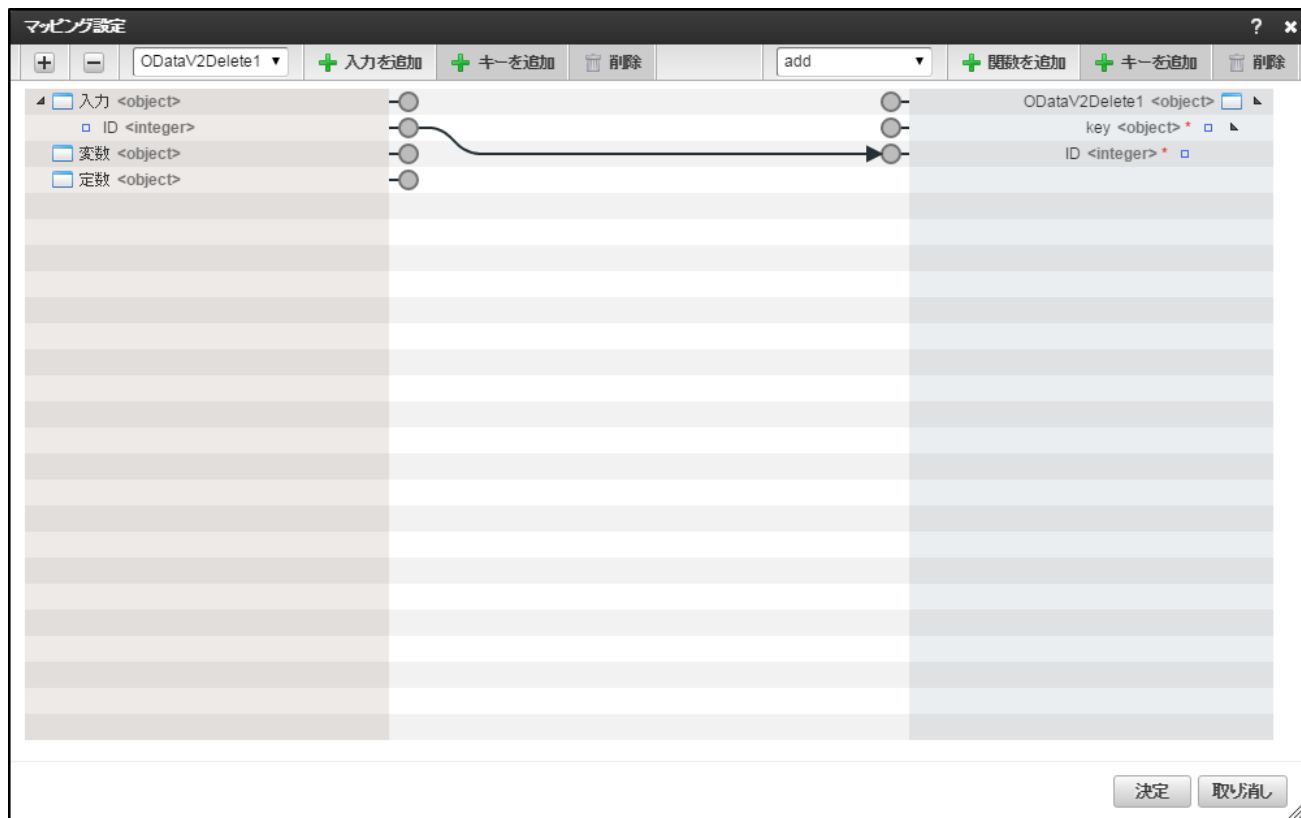 マッピング設定 ? ×
+ − ODataV2Delete1 ▼ 入力を追加 キーを追加 削除 add ▼ 関数を追加 キーを追加 削除
入力 <object> ODataV2Delete1 <object>
ID <integer> key <object> *
変数 <object> ID <integer> *
定数 <object>
決定 取り消し